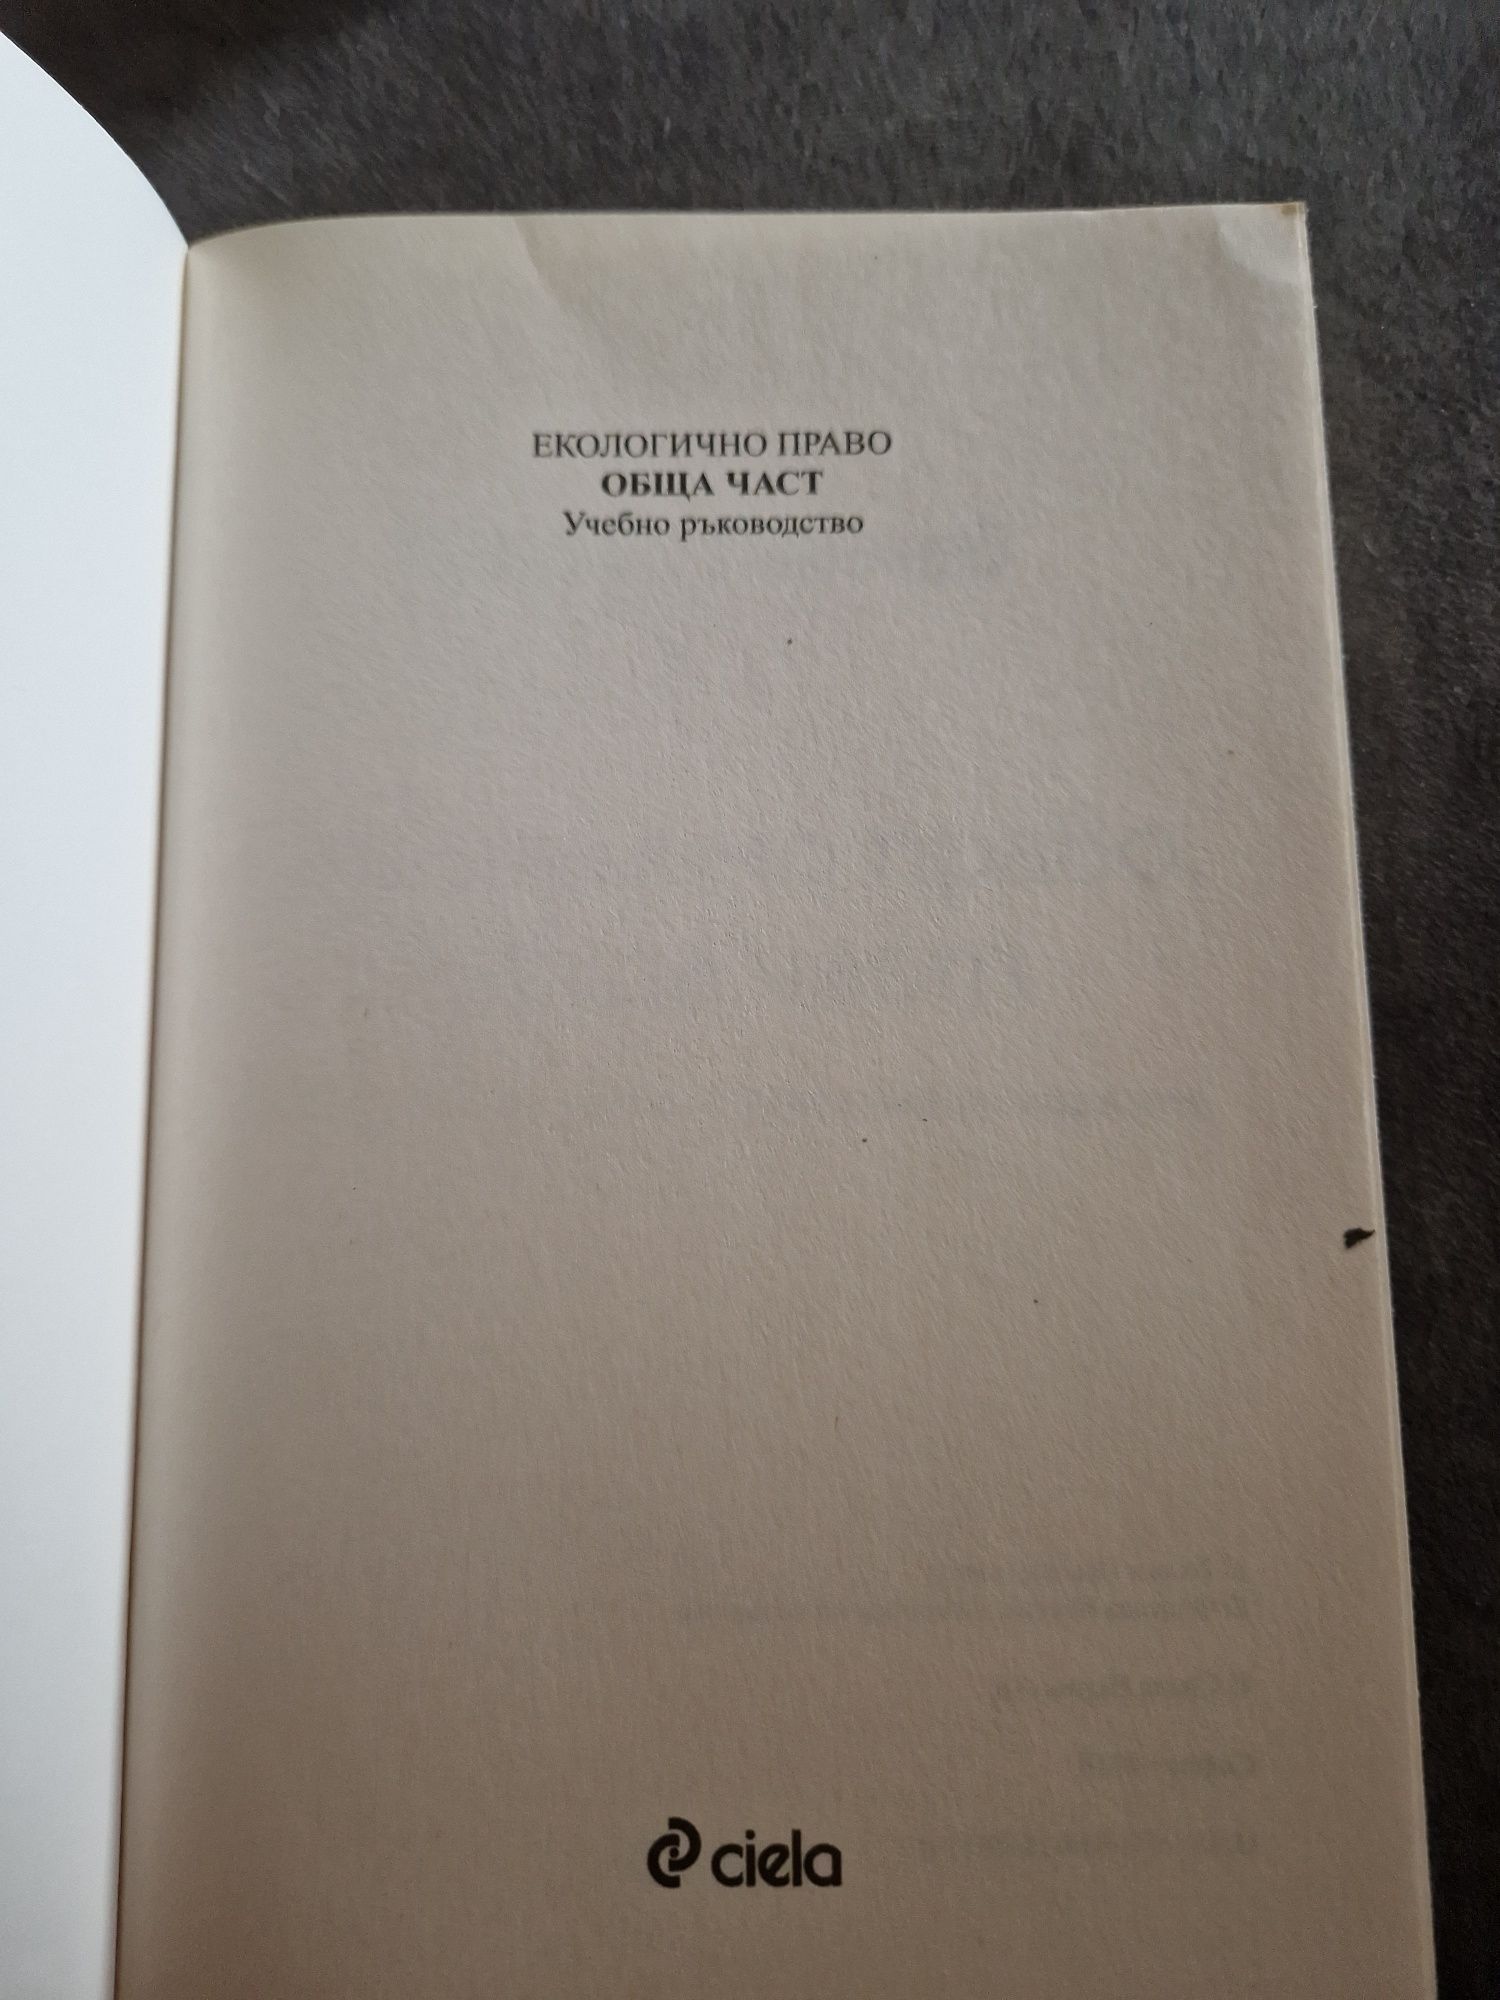 ЕКОЛОГИЧНО ПРАВО
ОБЩА ЧАСТ
Учебно ръководство
ciela